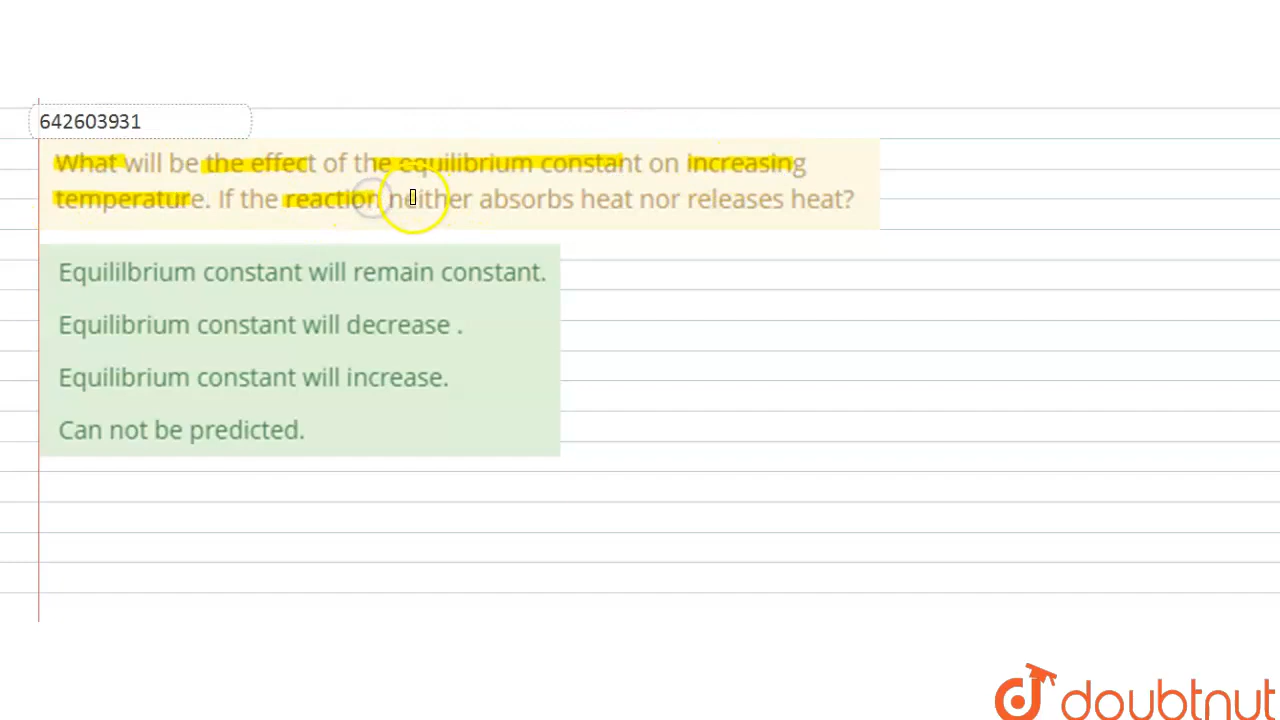 642603931
What will be the effect of the equilibrium constant on increasing
temperature. If the reaction neither absorbs heat nor releases heat?
Equililbrium constant will remain constant.
Equilibrium constant will decrease .
Equilibrium constant will increase.
Can not be predicted.
doubtnut